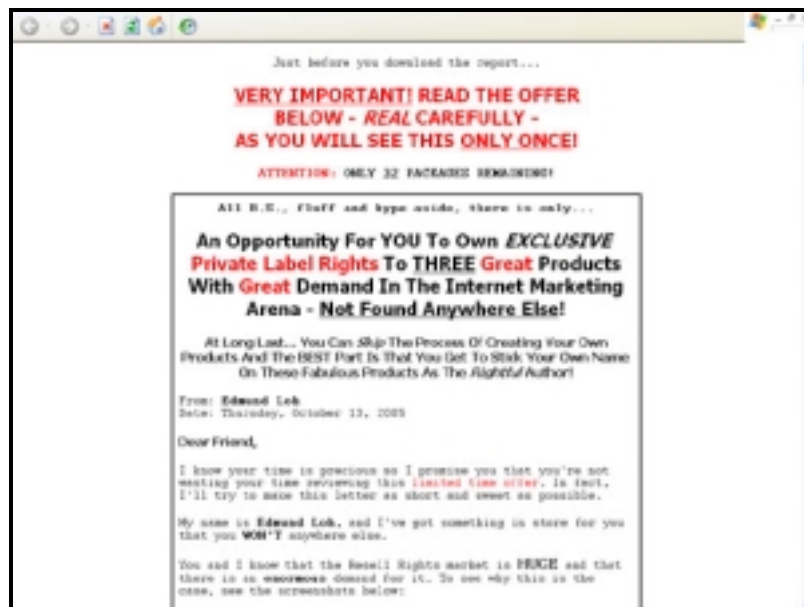 Just before you download the report...
VERY IMPORTANT! READ THE OFFER
BELOW - REAL CAREFULLY -
AS YOU WILL SEE THIS ONLY ONCE!
ATTENTION: ONLY 32 PACKAGES REMAINING!
All B.S., fluff and hype aside, there is only...
An Opportunity For YOU To Own EXCLUSIVE
Private Label Rights To THREE Great Products
With Great Demand In The Internet Marketing
Arena - Not Found Anywhere Else!
At Long Last... You Can Skip The Process Of Creating Your Own
Products And The BEST Part Is That You Get To Stick Your Own Name
On These Fabulous Products As The Rightful Author!
From: Edmund Loh
Date: Thursday, October 13, 2005
Dear Friend,
I know your time is precious so I promise you that you're not
wasting your time reviewing this limited time offer. In fact,
I'll try to make this letter as short and sweet as possible.
My name is Edmund Loh, and I've got something in store for you
that you WON'T anywhere else.
You and I know that the Resell Rights market is HUGE and that
there is an enormous demand for it. To see why this is the
case, see the screenshots below: